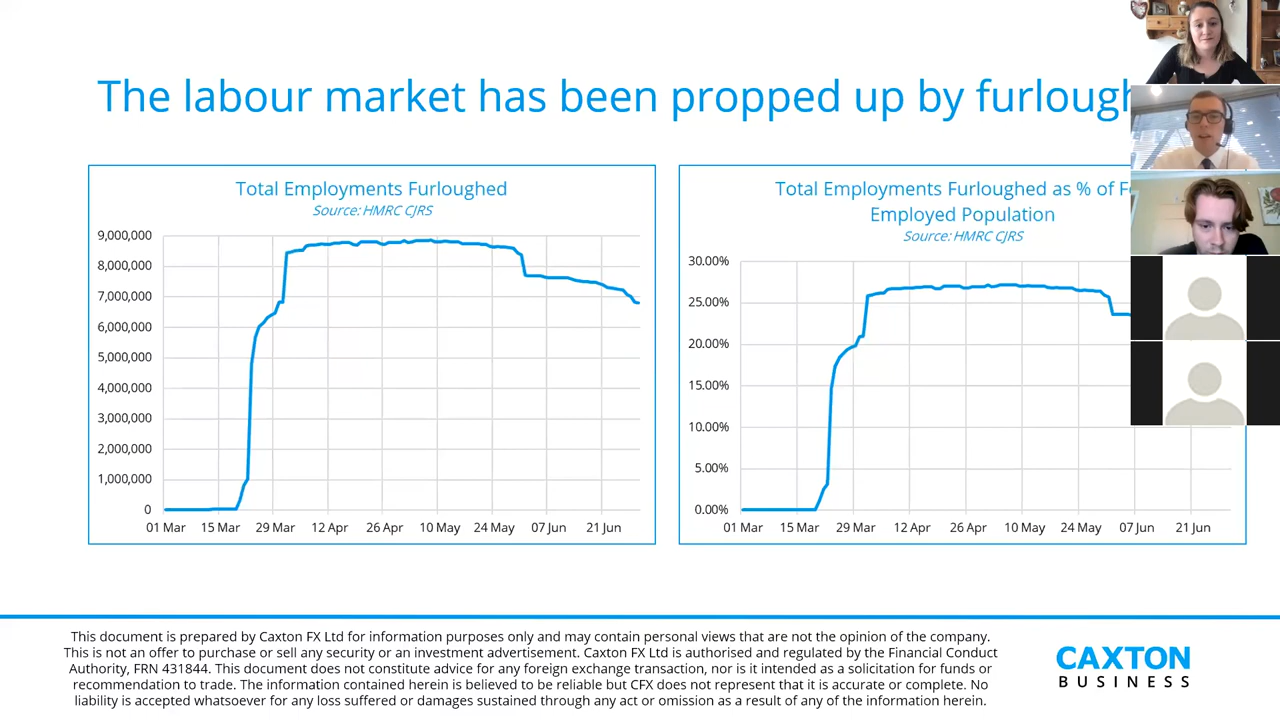 The labour market has been propped up by furlough
Total Employments Furloughed
Source: HMRC CJRS
9,000,000
8,000,000
7,000,000
6,000,000
5,000,000
4,000,000
3,000,000
2,000,000
1,000,000
0
01 Mar 15 Mar 29 Mar 12 Apr 26 Apr 10 May 24 May 07 Jun 21 Jun
Total Employments Furloughed as % of
Employed Population
Source: HMRC CJRS
30.00%
25.00%
20.00%
15.00%
10.00%
5.00%
0.00%
01 Mar 15 Mar 29 Mar 12 Apr 26 Apr 10 May 24 May 07 Jun 21 Jun
This document is prepared by Caxton FX Ltd for information purposes only and may contain personal views that are not the opinion of the company.
This is not an offer to purchase or sell any security or an investment advertisement. Caxton FX Ltd is authorised and regulated by the Financial Conduct
Authority, FRN 431844. This document does not constitute advice for any foreign exchange transaction, nor is it intended as a solicitation for funds or
recommendation to trade. The information contained herein is believed to be reliable but CFX does not represent that it is accurate or complete. No
liability is accepted whatsoever for any loss suffered or damages sustained through any act or omission as a result of any of the information herein.
CAXTON
BUSINESS